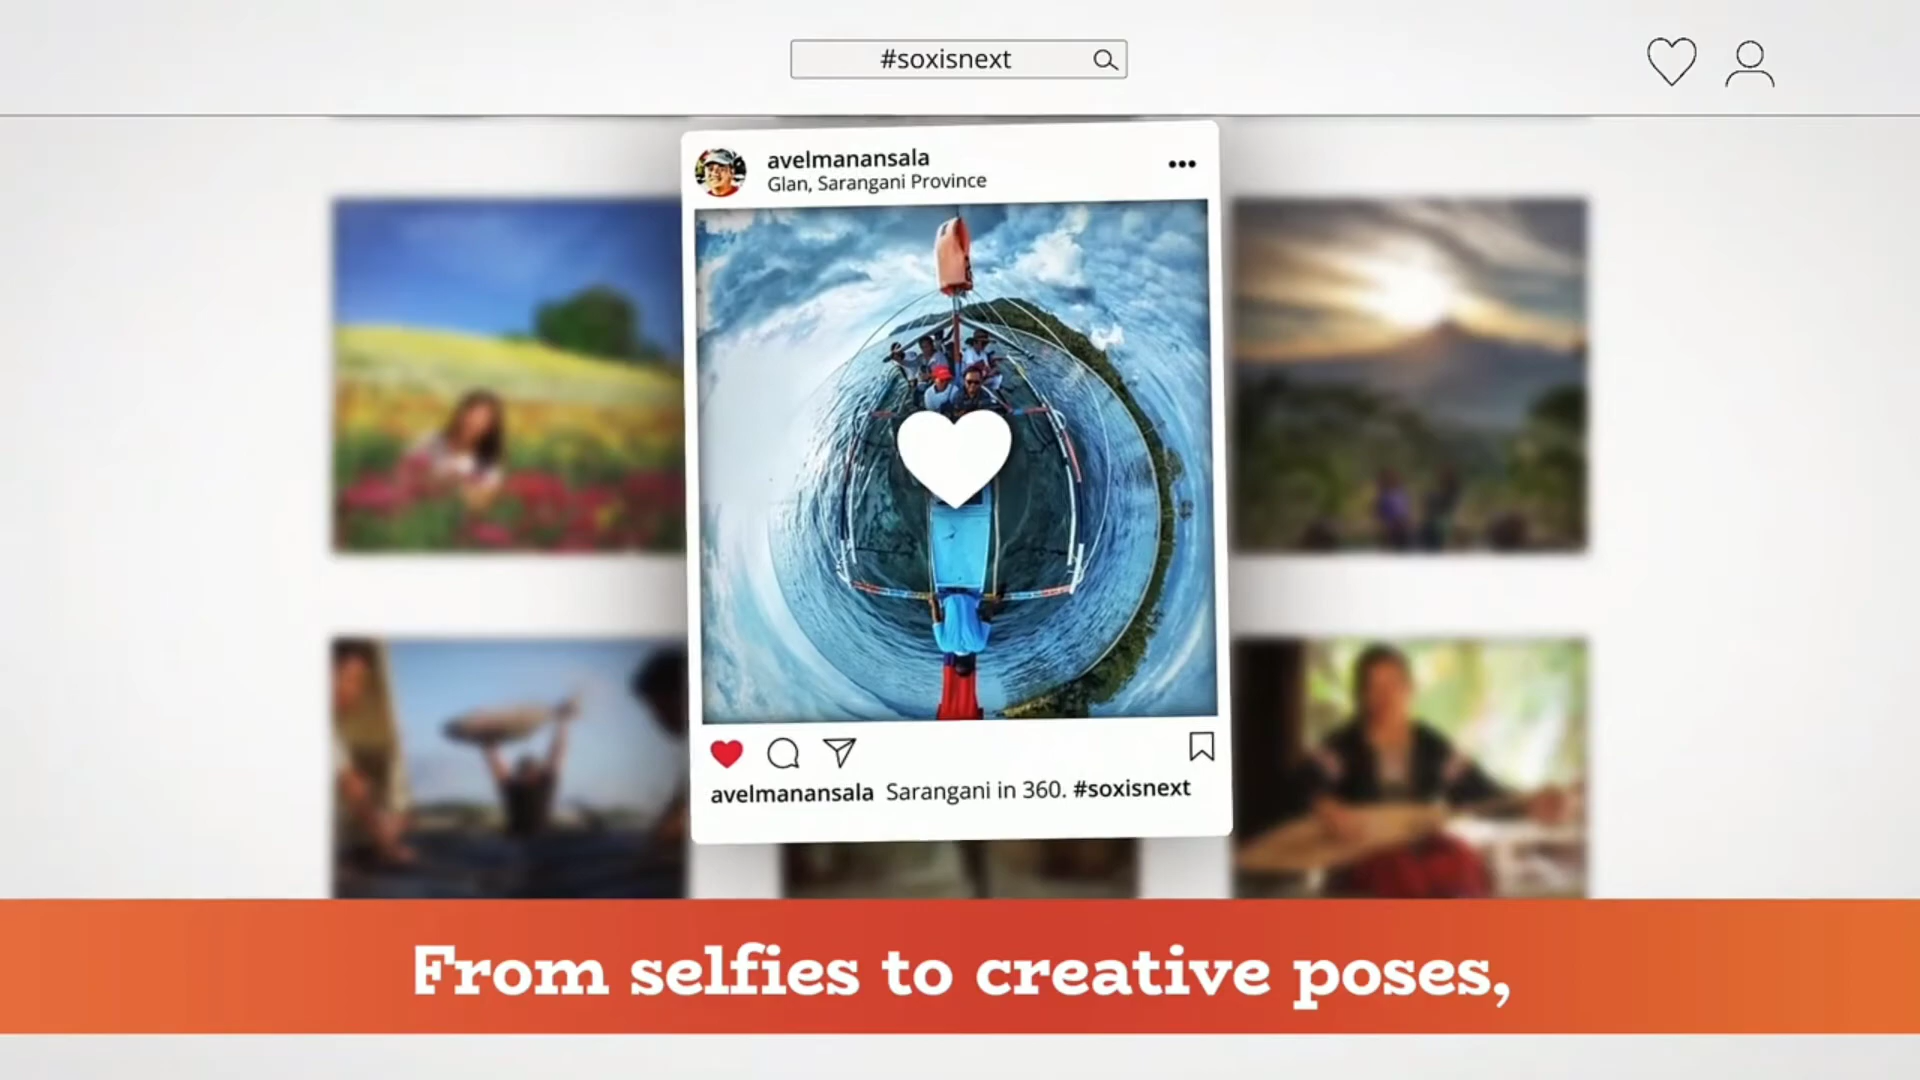 #soxisnext
avelmanansala
Glan, Sarangani Province
avelmanansala Sarangani in 360. #soxisnext
From selfies to creative poses,